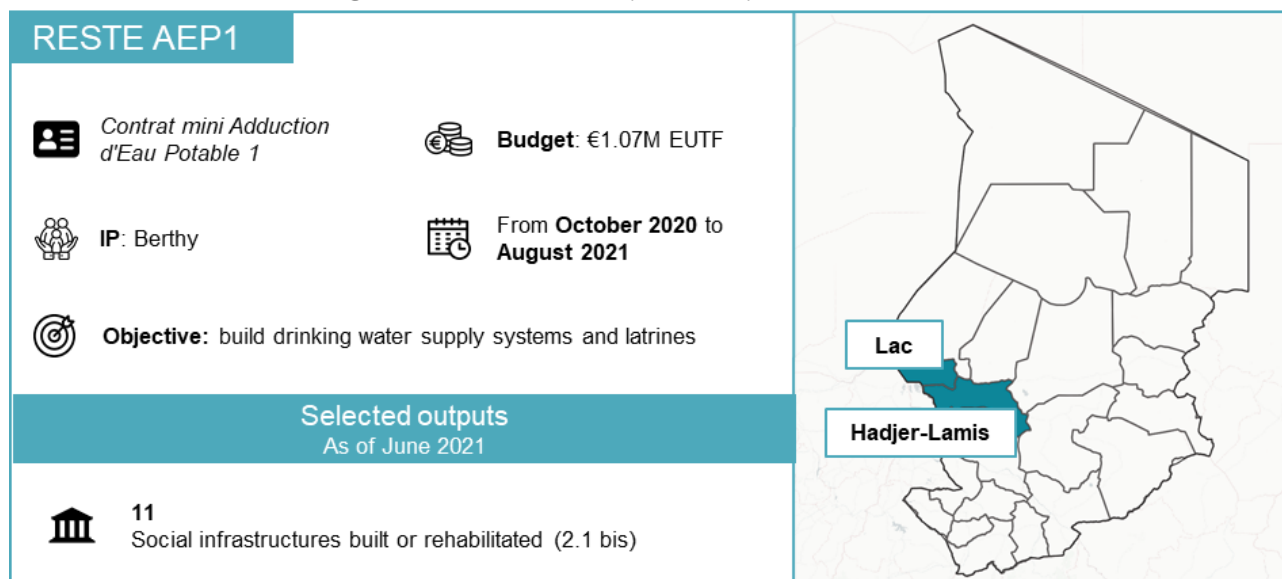 RESTE AEP1
Contrat mini Adduction
d'Eau Potable 1
Budget: €1.07M EUTF
IP: Berthy
From October 2020 to
August 2021
Objective: build drinking water supply systems and latrines
Selected outputs
As of June 2021
11
Social infrastructures built or rehabilitated (2.1 bis)
Lac
Hadjer-Lamis